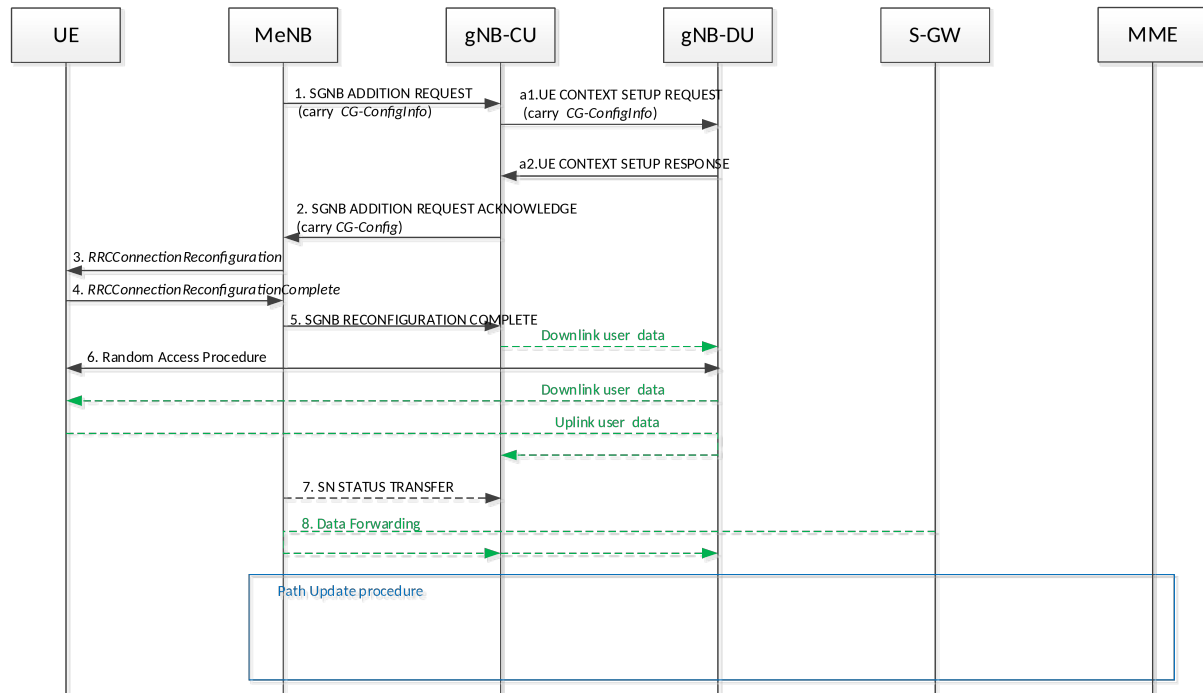 UE
MeNB
gNB-CU
gNB-DU
S-GW
MME
1. SGNB ADDITION REQUEST
(carry CG-ConfigInfo)
a1.UE CONTEXT SETUP REQUEST
(carry CG-ConfigInfo)
a2.UE CONTEXT SETUP RESPONSE
2. SGNB ADDITION REQUEST ACKNOWLEDGE
(carry CG-Config)
3. RRCConnectionReconfiguration
4. RRCConnectionReconfigurationComplete
5. SGNB RECONFIGURATION COMPLETE
Downlink user data
6. Random Access Procedure
Downlink user data
Uplink user data
7. SN STATUS TRANSFER
8. Data Forwarding
Path Update procedure